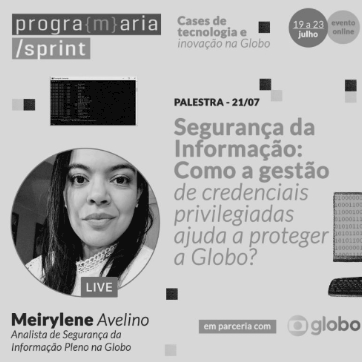 progra{m}aria
/sprint
Cases de
tecnologia e
inovação na Globo
19 a 23
julho
evento
online
PALESTRA - 21/07
Segurança da
Informação:
Como a gestão
de credenciais
privilegiadas
ajuda a proteger
a Globo?
LIVE
Meirylene Avelino
Analista de Segurança da
Informação Pleno na Globo
em parceria com
globo